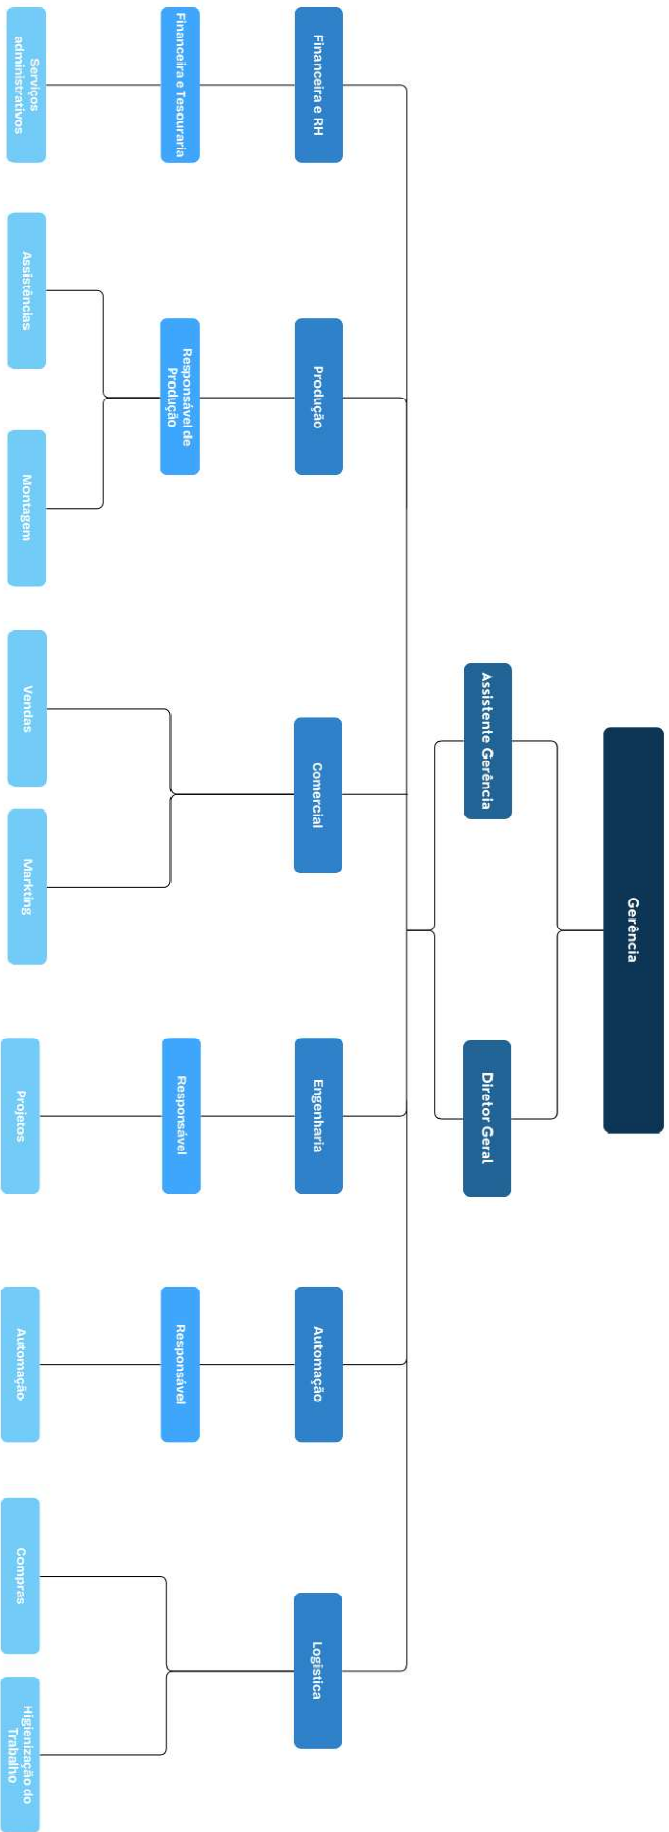 Gerência
Assistente Gerência
Diretor Geral
Financeira e RH
Produção
Comercial
Engenharia
Automação
Logistica
Financeira e Tesouraria
Responsável de
Produção
Responsável
Responsável
Serviços
administrativos
Assistências
Montagem
Vendas
Markting
Projetos
Automação
Compras
Higienização do
Trabalho